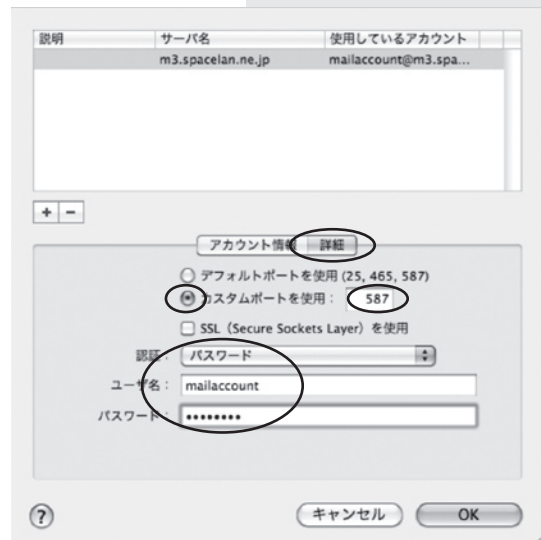 説明 サーバ名 使用しているアカウント
m3.spacelan.ne.jp mailaccount@m3.spa...
+ -
アカウント情報 詳細
デフォルトポートを使用 (25, 465, 587)
カスタムポートを使用： 587
SSL（Secure Sockets Layer）を使用
認証： パスワード
ユーザ名： mailaccount
パスワード： ••••••••
? キャンセル OK